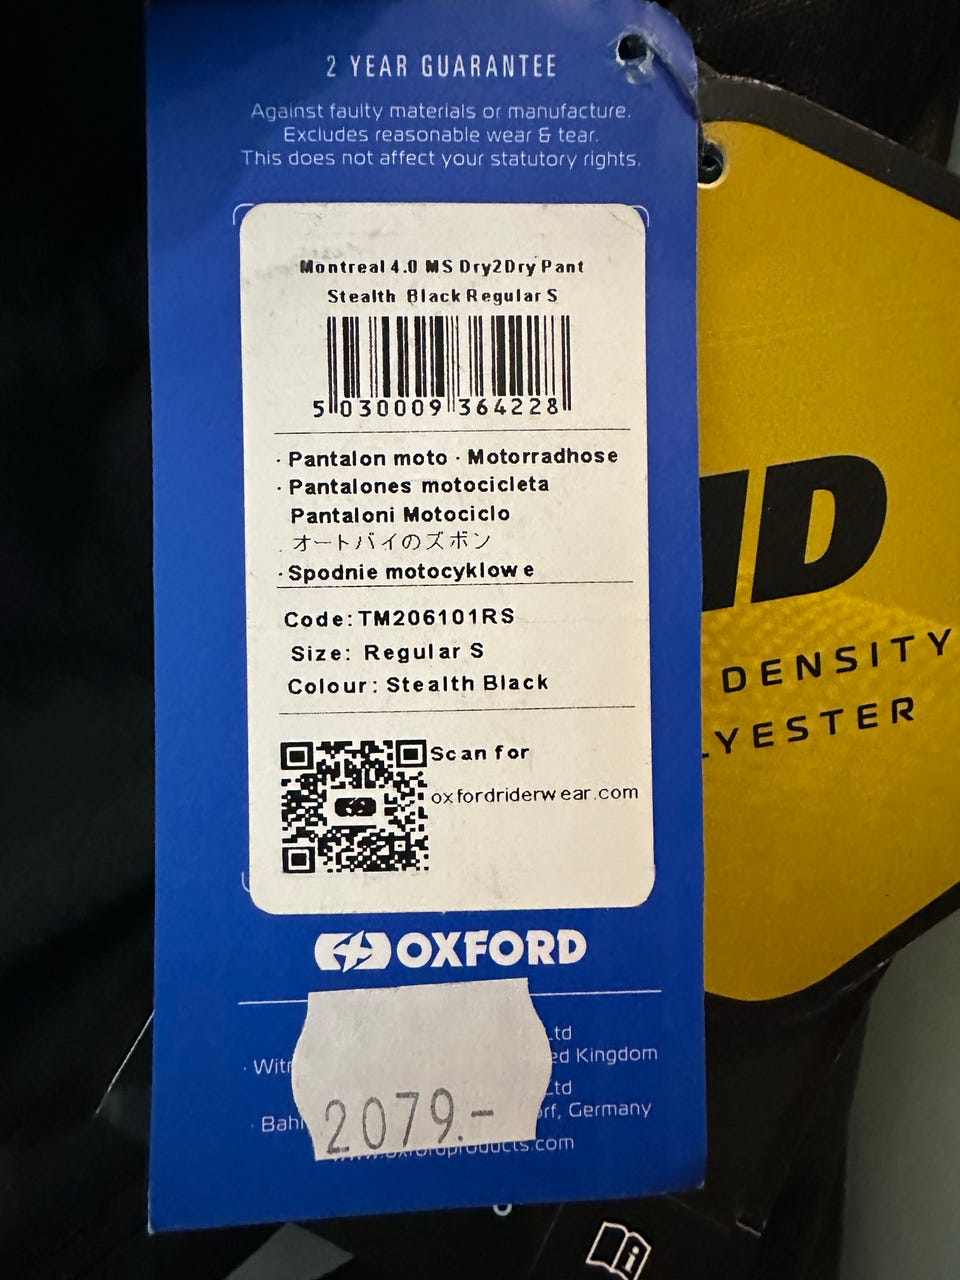 2 YEAR GUARANTEE
Against faulty materials or manufacture.
Excludes reasonable wear & tear.
This does not affect your statutory rights.
Montreal 4.0 MS Dry2Dry Pant
Stealth Black Regular S
5 030009 364228
· Pantalon moto · Motorradhose
· Pantalones motocicleta
Pantaloni Motociclo
. オートバイのズボン
· Spodnie motocyklowe
Code: TM206101RS
Size: Regular S
Colour: Stealth Black
Scan for
oxfordriderwear.com
OXFORD
Ltd
Kingdom
Ltd
Germany
2079.-
www.oxfordproducts.com
DENSITY